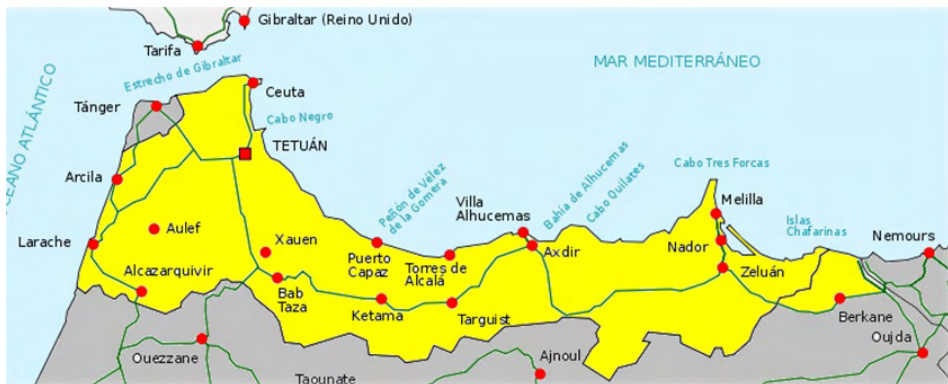 Gibraltar (Reino Unido)
Tarifa
Estrecho de Gibraltar
MAR MEDITERRÁNEO
OCEANO ATLÁNTICO
Ceuta
Tánger
Cabo Negro
TETUÁN
Arcila
Peñón de Vélez
de la Gomera
Bahía de Alhucemas
Cabo Quilates
Cabo Tres Forcas
Melilla
Villa
Alhucemas
Islas
Chafarinas
Aulef
Larache
Xauen
Puerto
Capaz
Torres de
Alcalá
Axdir
Nador
Nemours
Zeluán
Alcazarquivir
Bab
Taza
Ketama
Targuist
Berkane
Oujda
Ouezzane
Ajnoul
Taounate